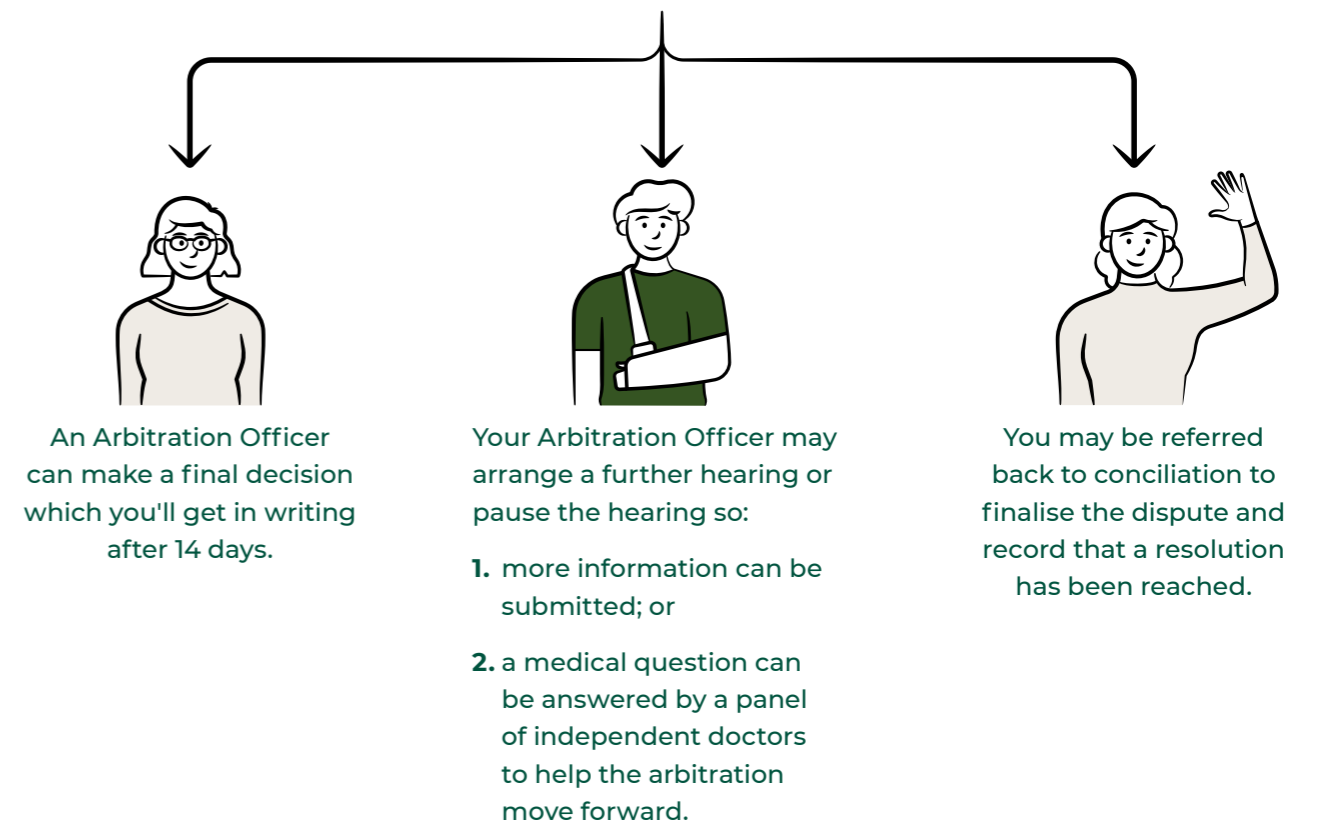 An Arbitration Officer
can make a final decision
which you'll get in writing
after 14 days.
Your Arbitration Officer may
arrange a further hearing or
pause the hearing so:
1. more information can be
submitted; or
2. a medical question can
be answered by a panel
of independent doctors
to help the arbitration
move forward.
You may be referred
back to conciliation to
finalise the dispute and
record that a resolution
has been reached.